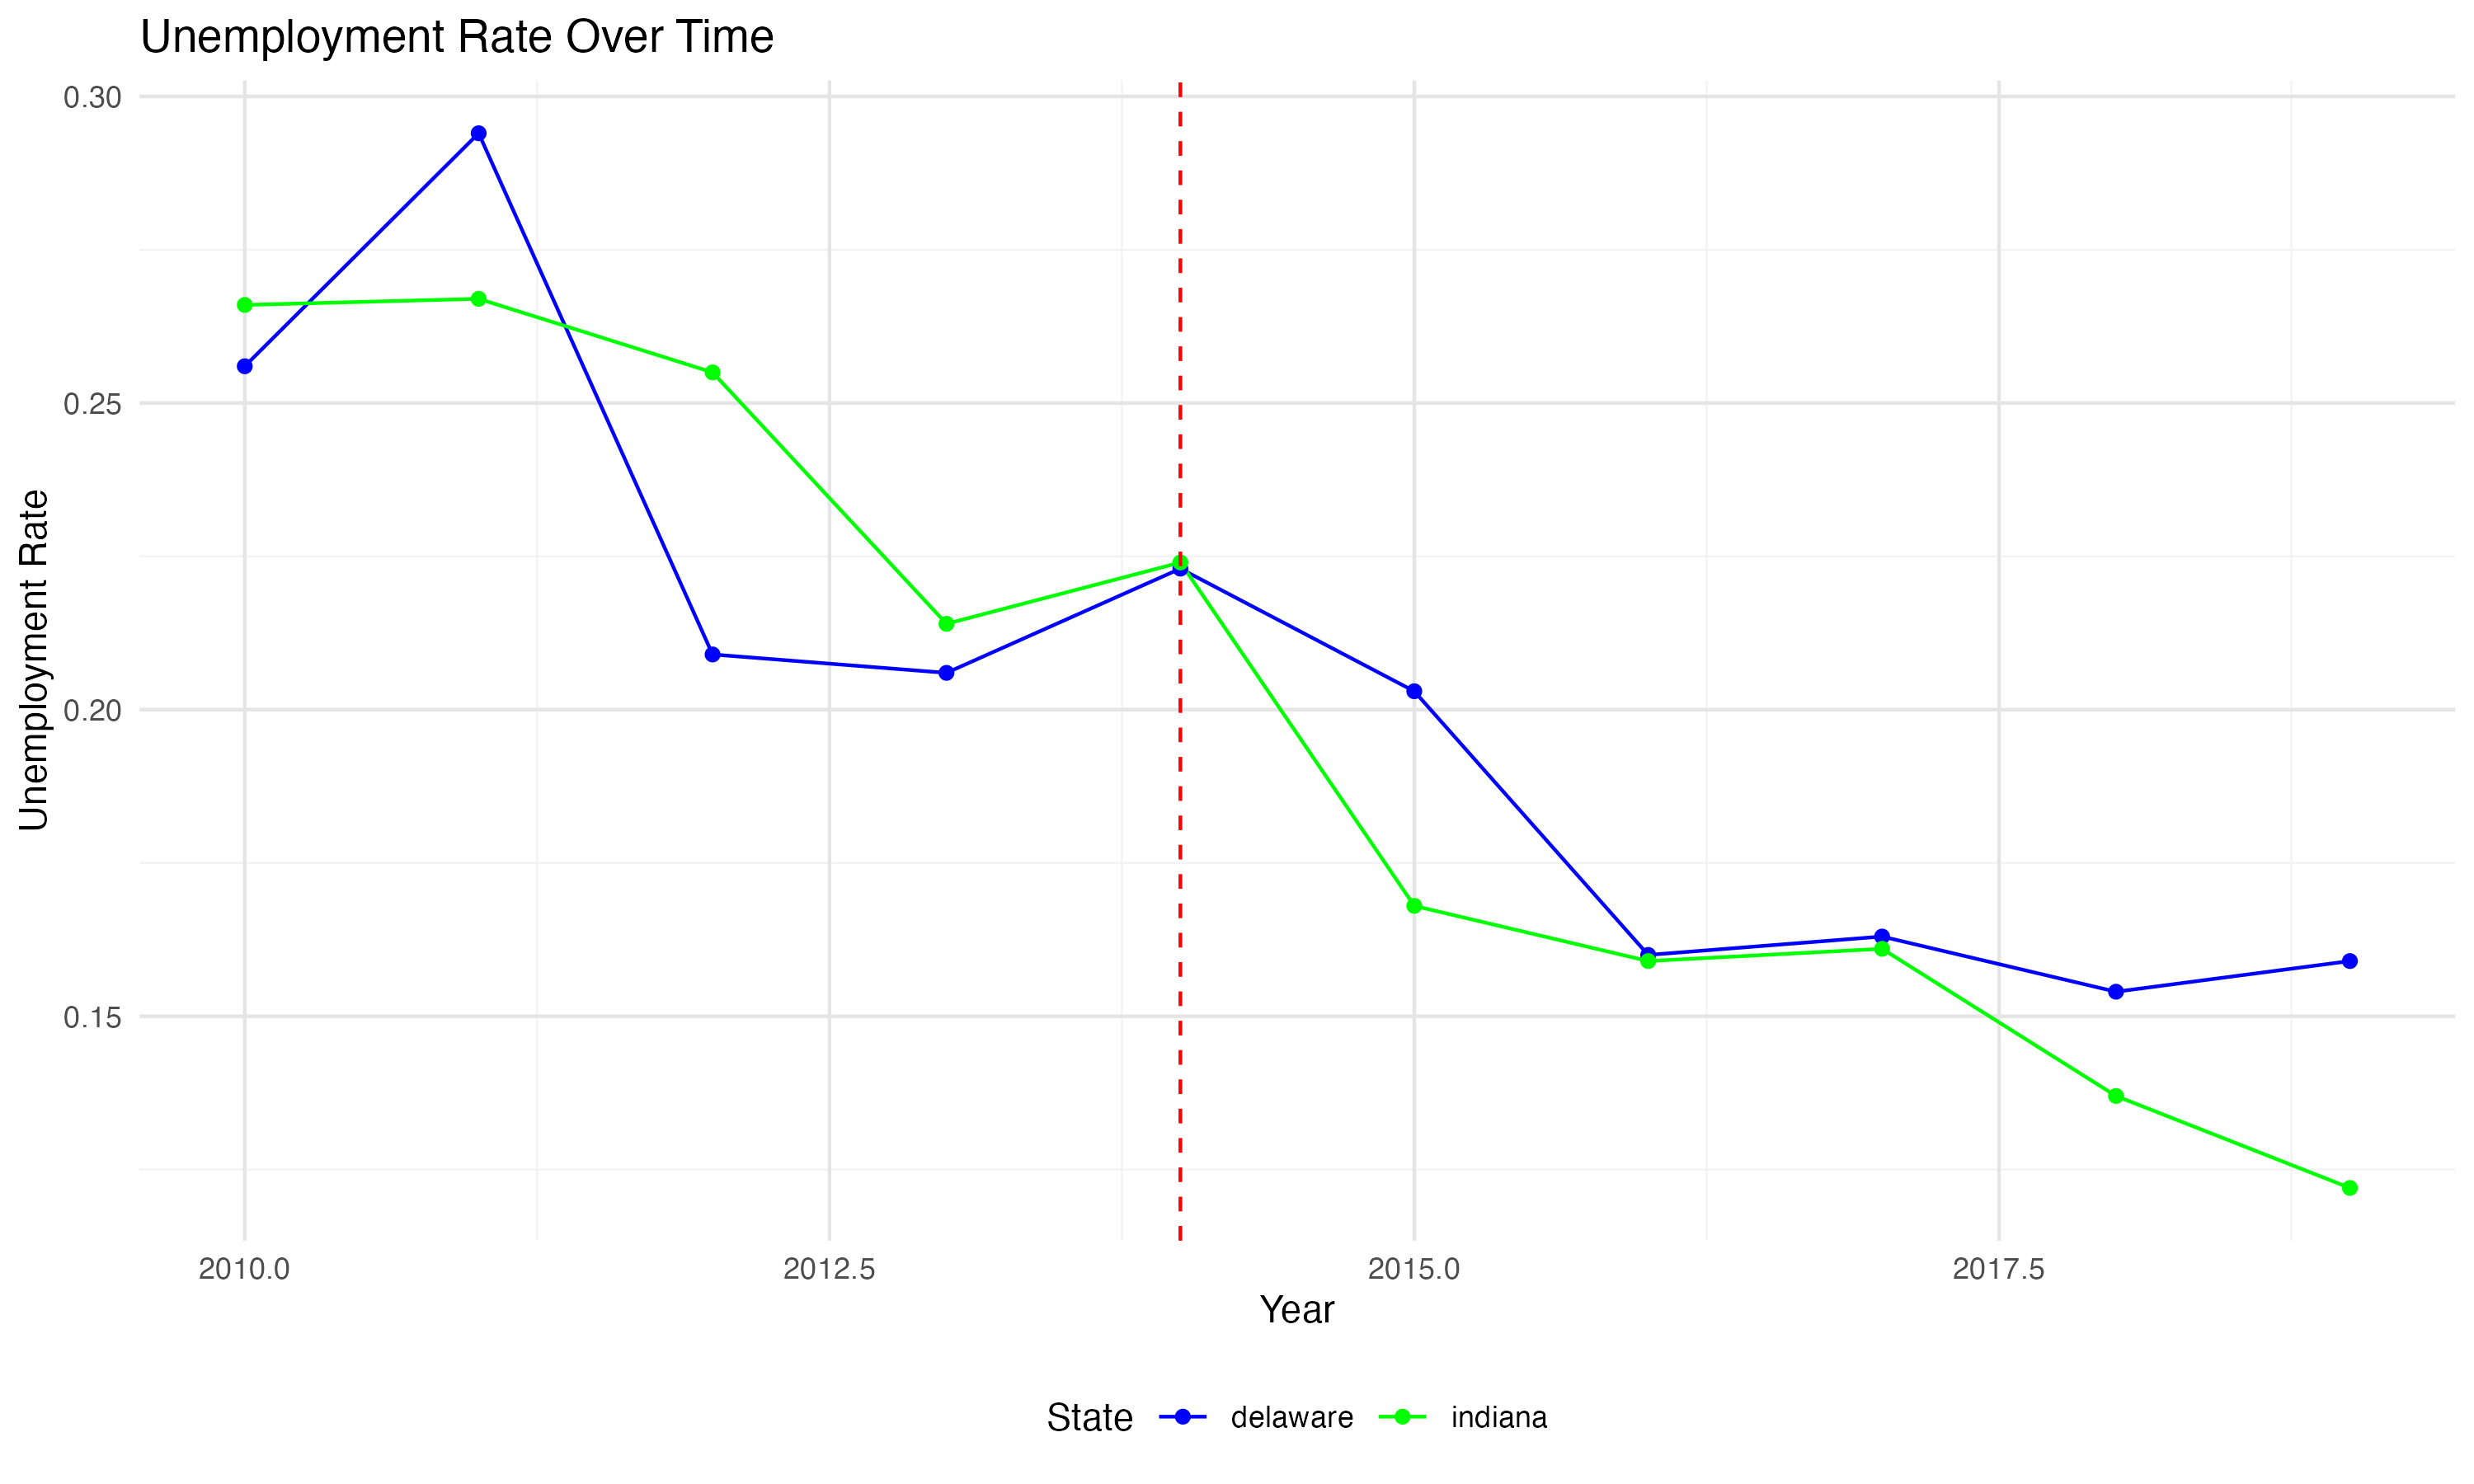 Unemployment Rate Over Time
0.30
0.25
0.20
0.15
Unemployment Rate
2010.0 2012.5 2015.0 2017.5
Year
State delaware indiana